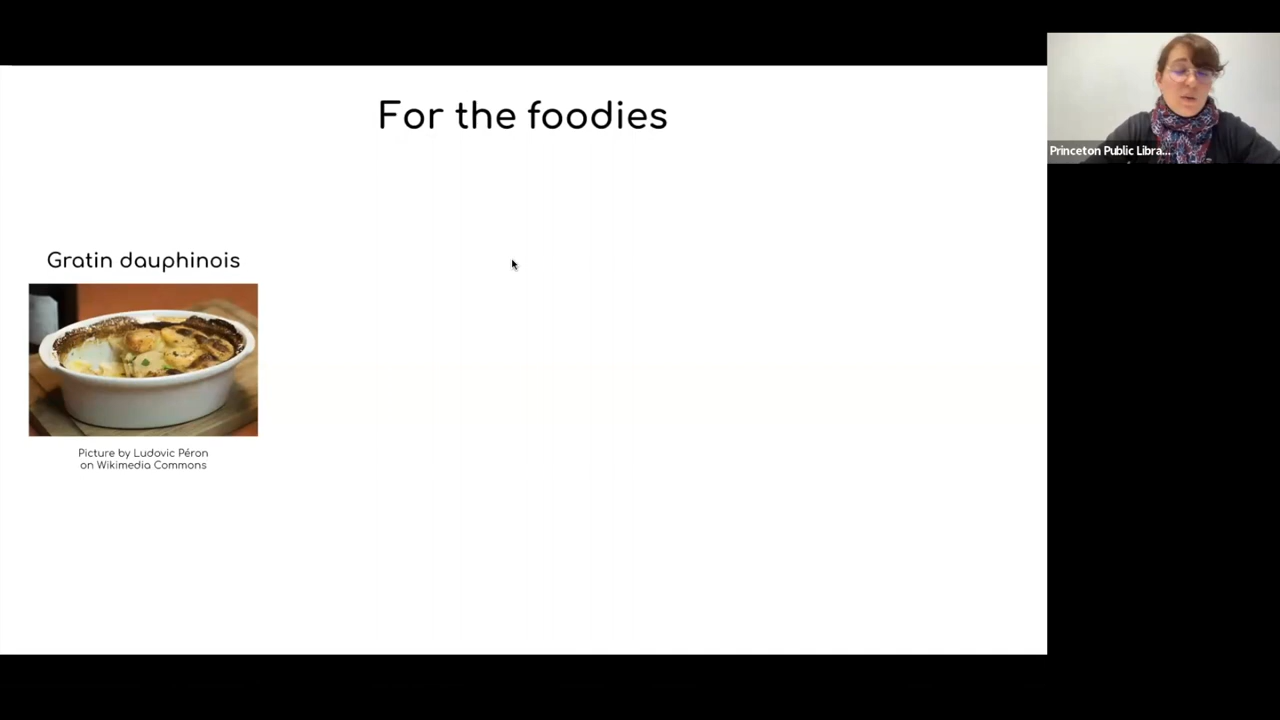 For the foodies
Princeton Public Libra...
Gratin dauphinois
Picture by Ludovic Péron
on Wikimedia Commons